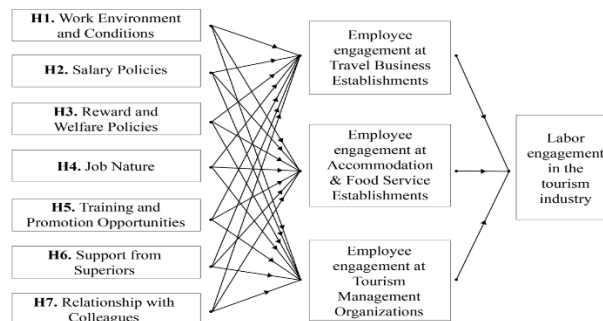 H1. Work Environment
and Conditions
H2. Salary Policies
H3. Reward and
Welfare Policies
H4. Job Nature
H5. Training and
Promotion Opportunities
H6. Support from
Superiors
H7. Relationship with
Colleagues
Employee
engagement at
Travel Business
Establishments
Employee
engagement at
Accommodation
& Food Service
Establishments
Employee
engagement at
Tourism
Management
Organizations
Labor
engagement
in the
tourism
industry